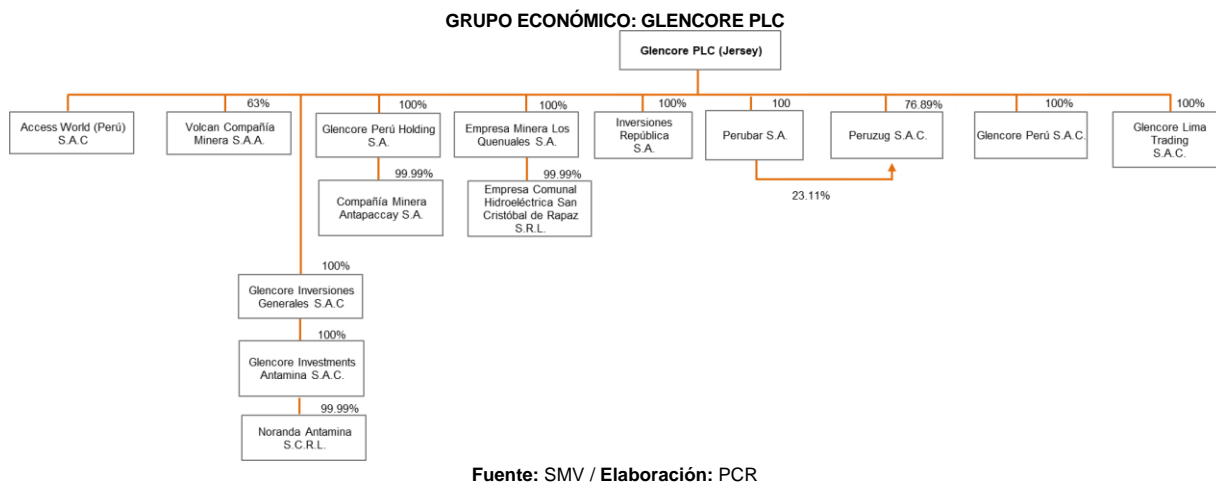 GRUPO ECONÓMICO: GLENCORE PLC
Glencore PLC (Jersey)
63%
100%
100%
100%
100
76.89%
100%
100%
Access World (Perú)
S.A.C
Volcan Compañía
Minera S.A.A.
Glencore Perú Holding
S.A.
Empresa Minera Los
Quenuales S.A.
Inversiones
República
S.A.
Perubar S.A.
Peruzug S.A.C.
Glencore Perú S.A.C.
Glencore Lima
Trading
S.A.C.
99.99%
99.99%
23.11%
Compañía Minera
Antapaccay S.A.
Empresa Comunal
Hidroeléctrica San
Cristóbal de Rapaz
S.R.L.
100%
Glencore Inversiones
Generales S.A.C
100%
Glencore Investments
Antamina S.A.C.
99.99%
Noranda Antamina
S.C.R.L.
Fuente: SMV / Elaboración: PCR